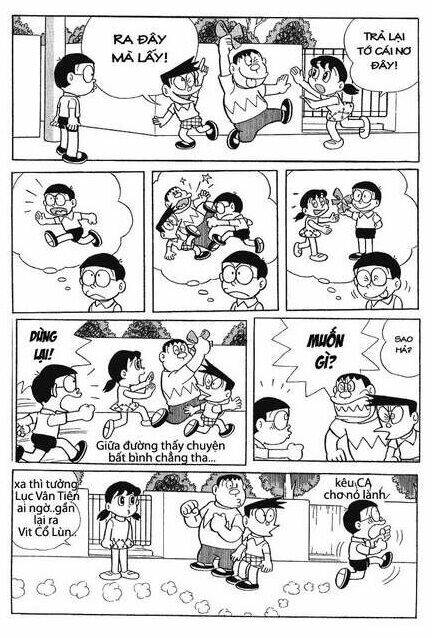 RA ĐÂY
MÀ LẤY!
TRẢ LẠI
TỚ CÁI NƠ
ĐÂY!
DỪNG
LẠI!
Giữa đường thấy chuyện
bất bình chẳng tha...
MUỐN
GÌ?
SAO
HẢ?
xa thì tưởng
Lục Vân Tiên
ai ngờ..gần
lại ra
Vit Cổ Lùn..
kêu CA
cho nó lành